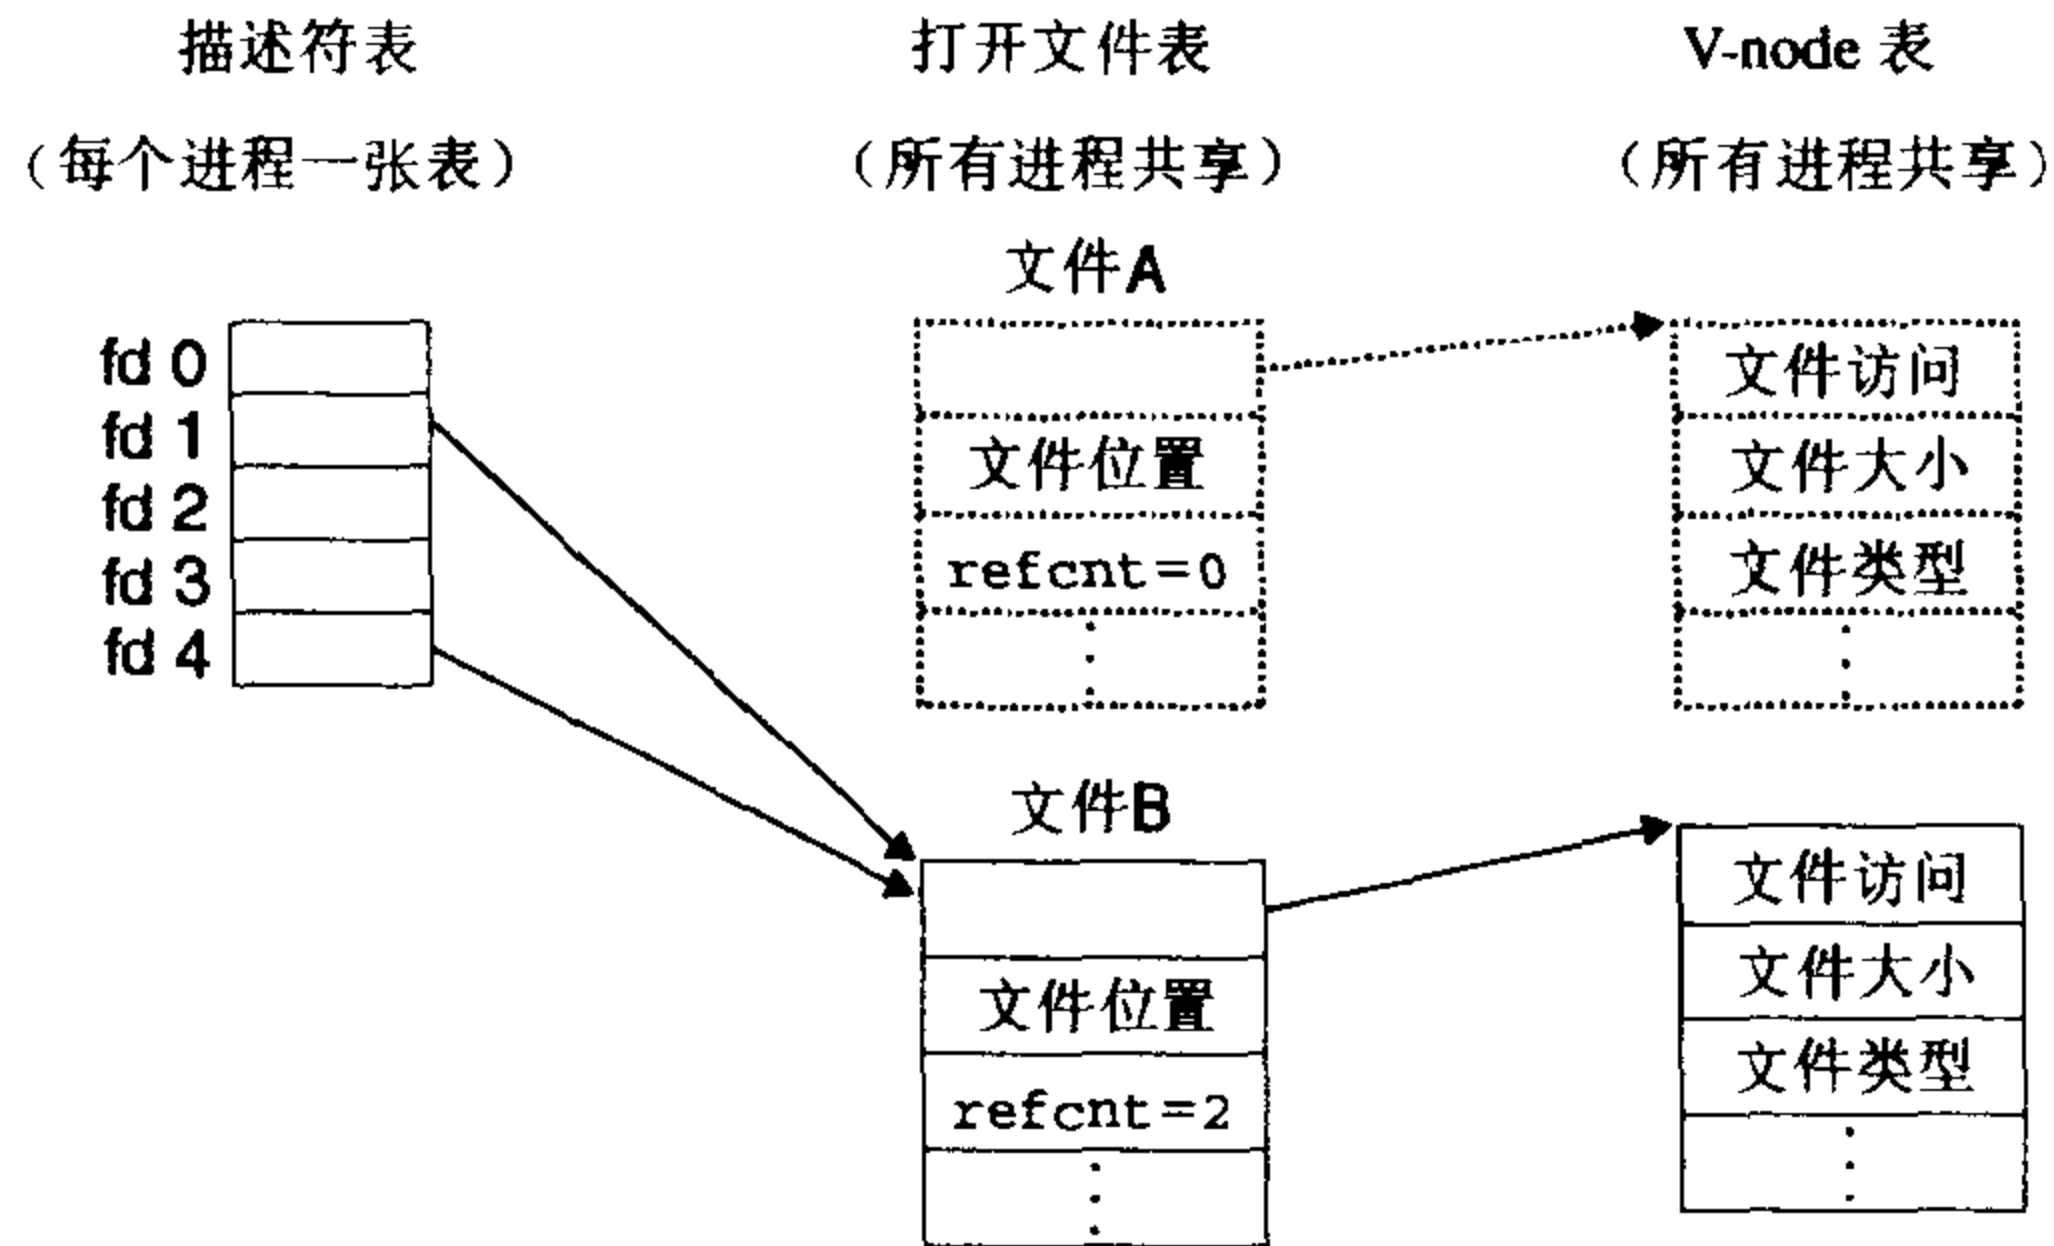 描述符表
(每个进程一张表)
打开文件表
(所有进程共享)
V-node 表
(所有进程共享)
fd 0
fd 1
fd 2
fd 3
fd 4
文件A
文件位置
refcnt=0
文件访问
文件大小
文件类型
文件B
文件位置
refcnt=2
文件访问
文件大小
文件类型